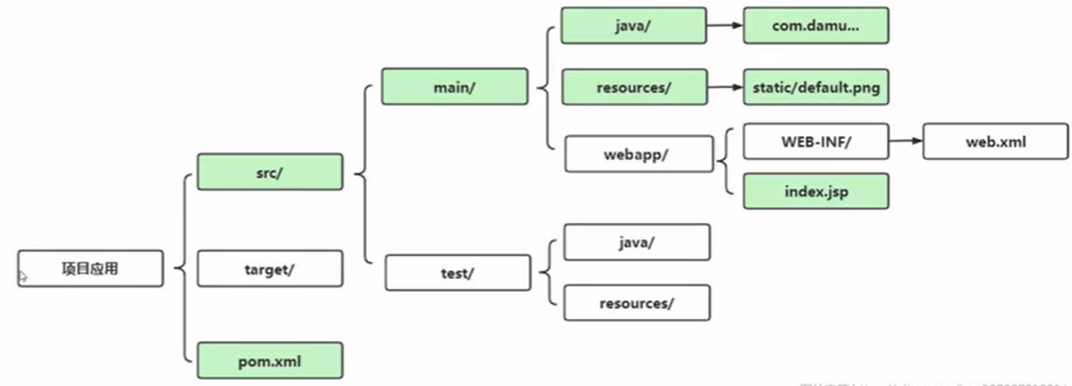 java/
com.damu...
main/
resources/
static/default.png
webapp/
WEB-INF/
web.xml
src/
index.jsp
java/
项目应用
target/
test/
resources/
pom.xml